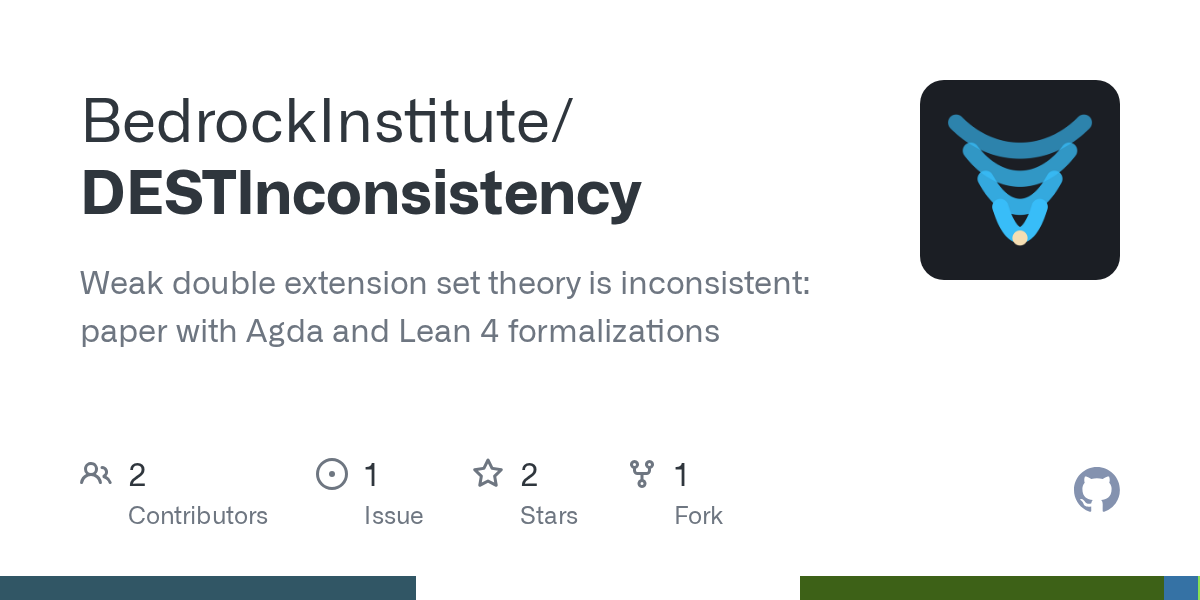 BedrockInstitute/
DESTInconsistency
Weak double extension set theory is inconsistent:
paper with Agda and Lean 4 formalizations
2
Contributors
1
Issue
2
Stars
1
Fork